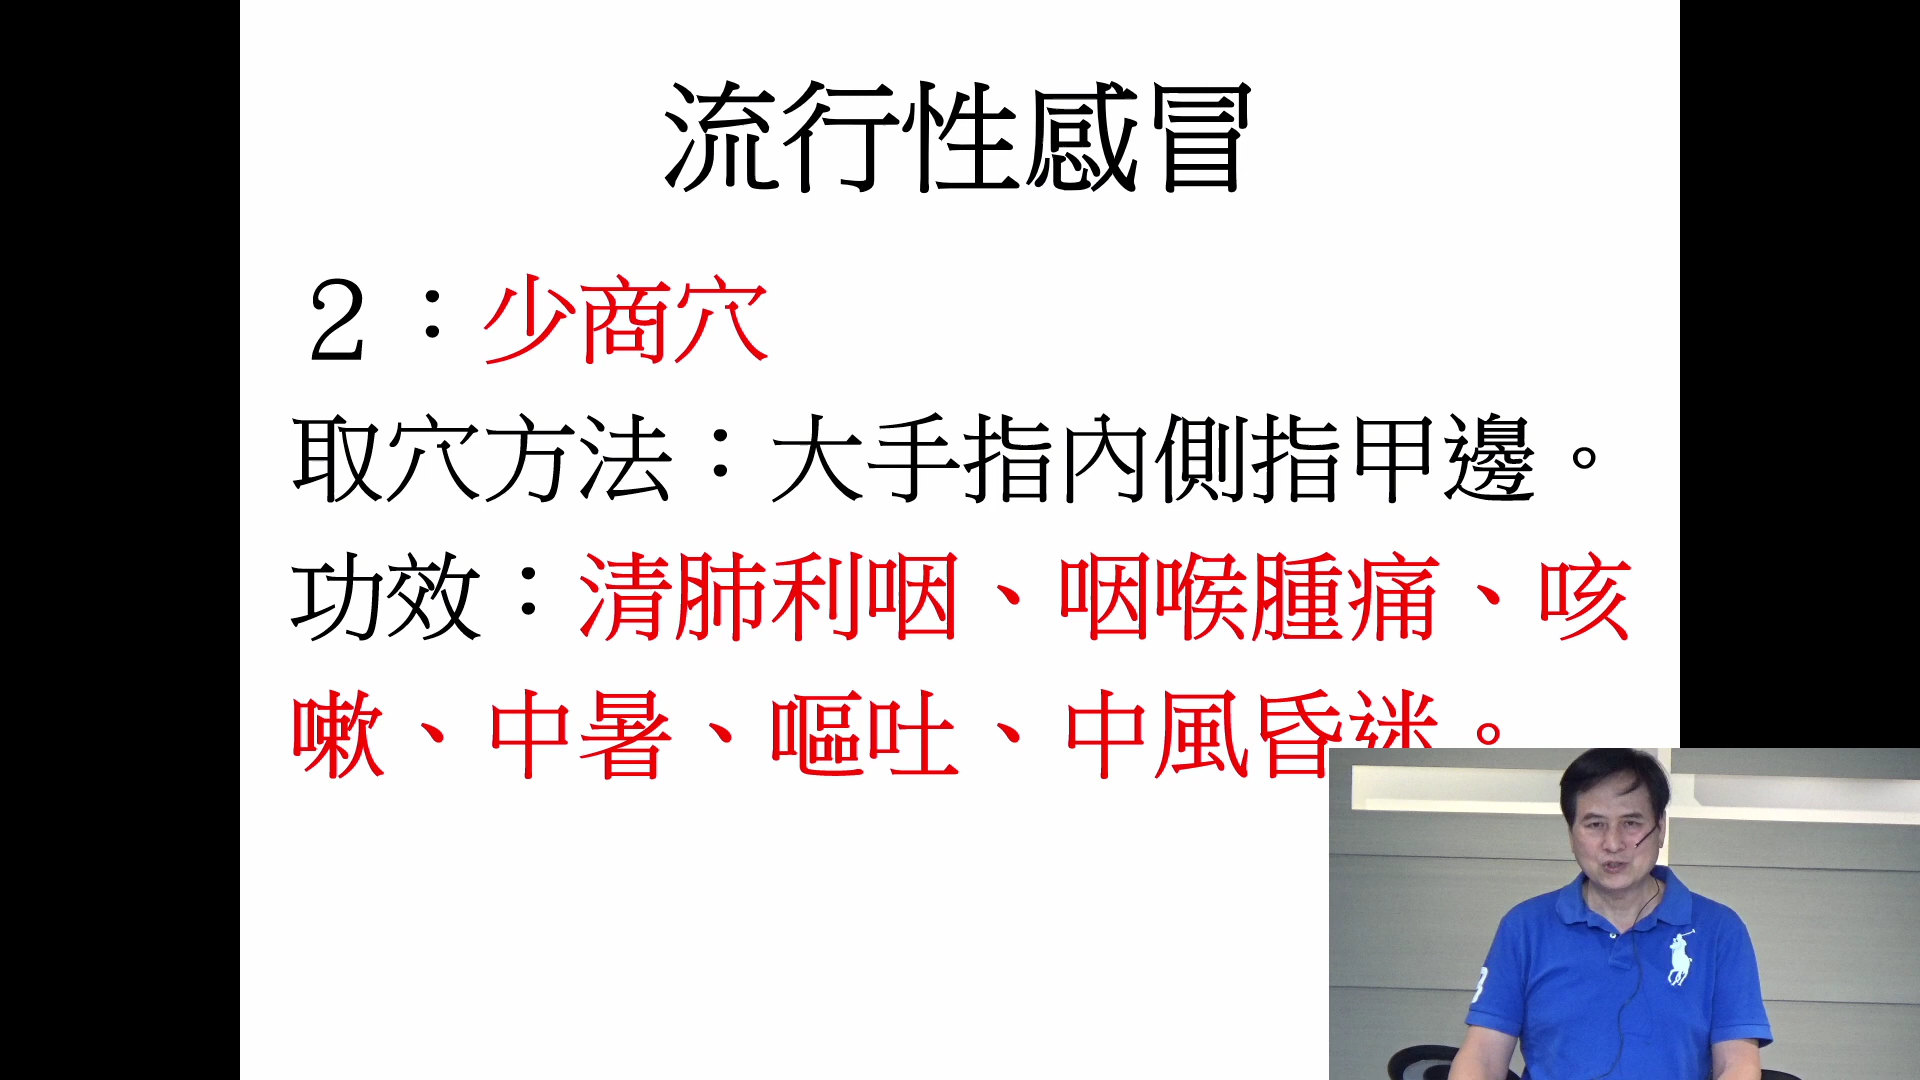 流行性感冒
２：少商穴
取穴方法：大手指內側指甲邊。
功效：清肺利咽、咽喉腫痛、咳
嗽、中暑、嘔吐、中風昏迷。